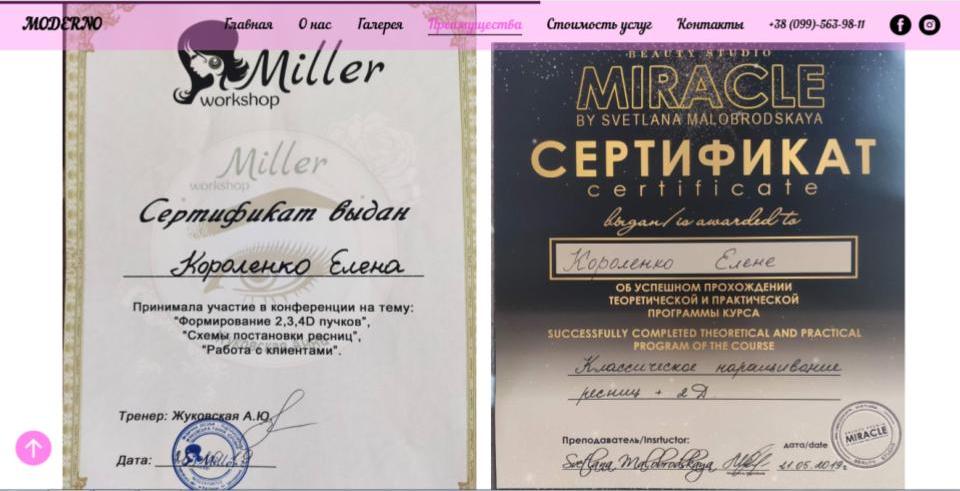 MODERNO
Главная О нас Галерея Преимущества Стоимость услуг Контакты +38 (099)-563-98-11
Miller
workshop
Miller
workshop
Сертификат выдан
Короленко Елена
Принимала участие в конференции на тему:
"Формирование 2,3,4D пучков",
"Схемы постановки ресниц",
"Работа с клиентами".
Тренер: Жуковская А.Ю.
Дата:
BEAUTY STUDIO
MIRACLE
BY SVETLANA MALOBRODSKAYA
СЕРТИФИКАТ
certificate
выдан/is awarded to
Короленко Елене
ОБ УСПЕШНОМ ПРОХОЖДЕНИИ
ТЕОРЕТИЧЕСКОЙ И ПРАКТИЧЕСКОЙ
ПРОГРАММЫ КУРСА
SUCCESSFULLY COMPLETED THEORETICAL AND PRACTICAL
PROGRAM OF THE COURSE
Классическое наращивание
ресниц + 2D
Преподаватель/Insrtuctor:
Svetlana Malobrodskaya
дата/date
21.05.2019г
MIRACLE